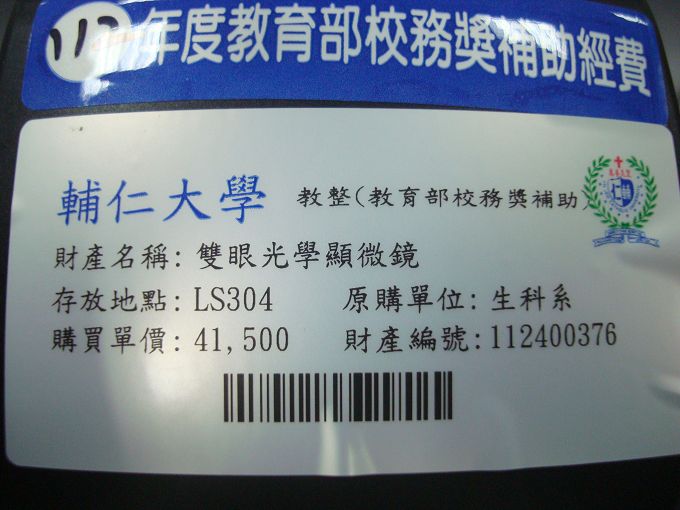 112年度教育部校務獎補助經費
輔仁大學 教整(教育部校務獎補助)
財產名稱: 雙眼光學顯微鏡
存放地點: LS304 原購單位: 生科系
購買單價: 41,500 財產編號: 112400376